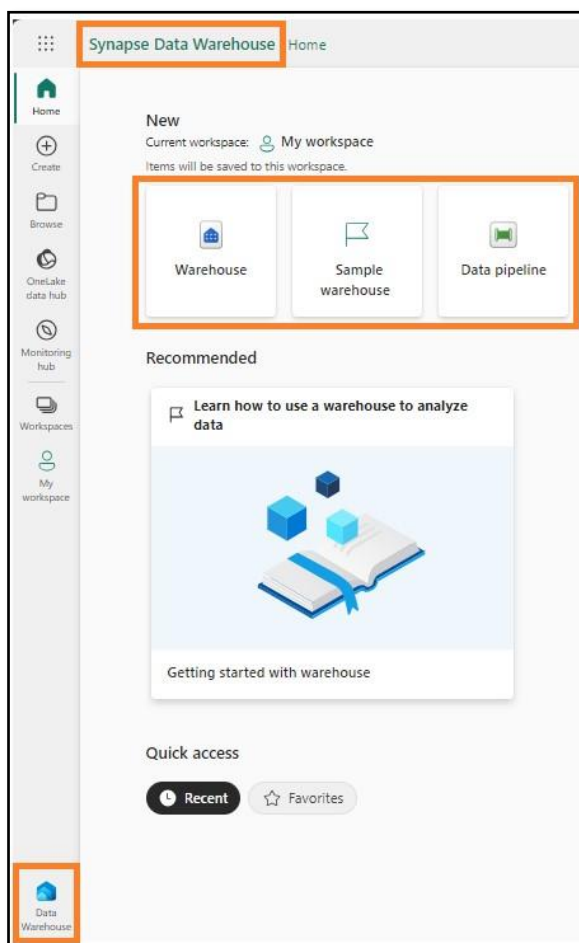 Synapse Data Warehouse Home
Home
Create
Browse
OneLake
data hub
Monitoring
hub
Workspaces
My
workspace
New
Current workspace: My workspace
Items will be saved to this workspace.
Warehouse
Sample
warehouse
Data pipeline
Recommended
Learn how to use a warehouse to analyze
data
Getting started with warehouse
Quick access
Recent
Favorites
Data
Warehouse